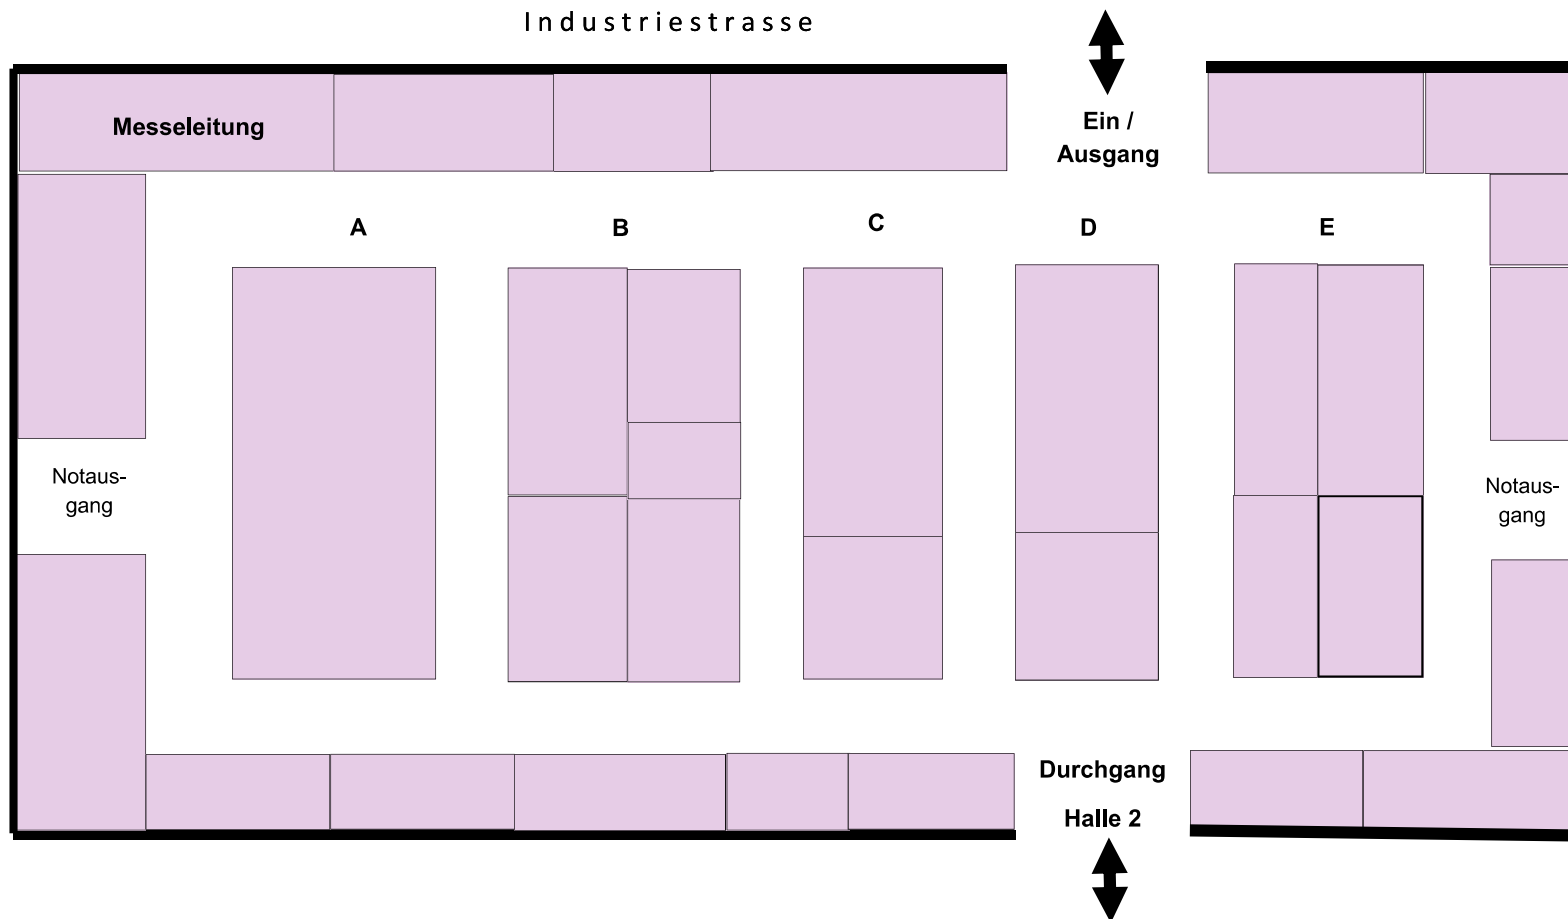 Industriestrasse
Ein /
Ausgang
Messeleitung
A
B
C
D
E
Notaus-
gang
Notaus-
gang
Durchgang
Halle 2